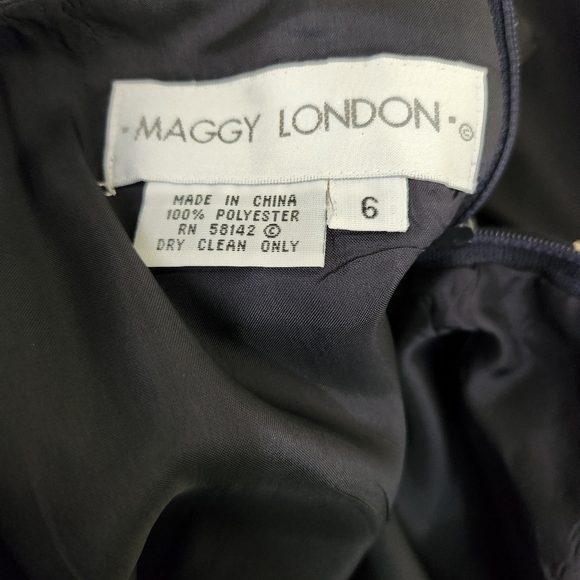 ·MAGGY LONDON·©
MADE IN CHINA
100% POLYESTER
RN 58142 ©
DRY CLEAN ONLY
6